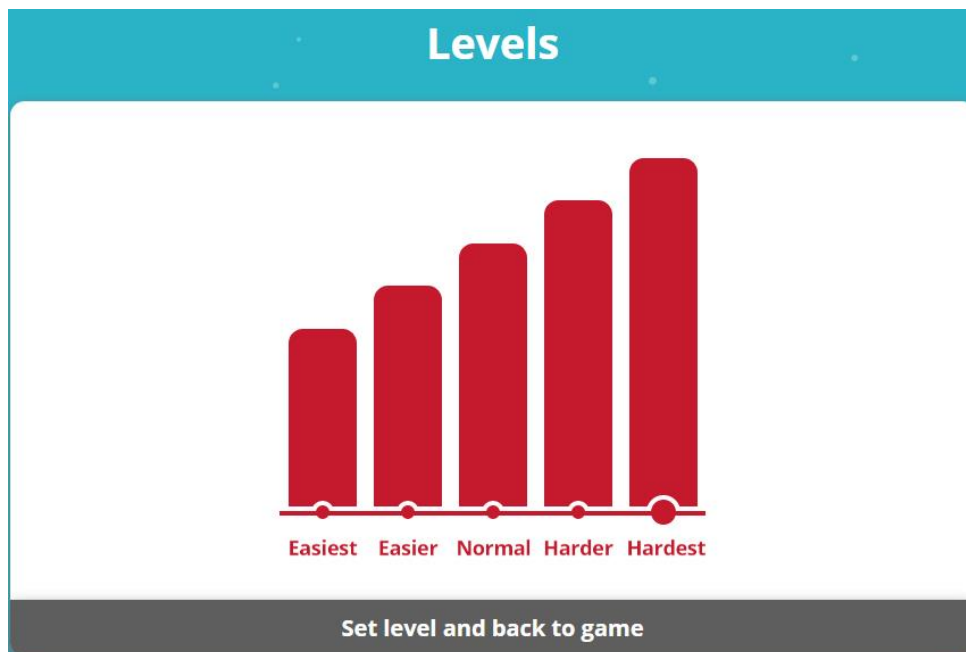 Levels
Easiest Easier Normal Harder Hardest
Set level and back to game